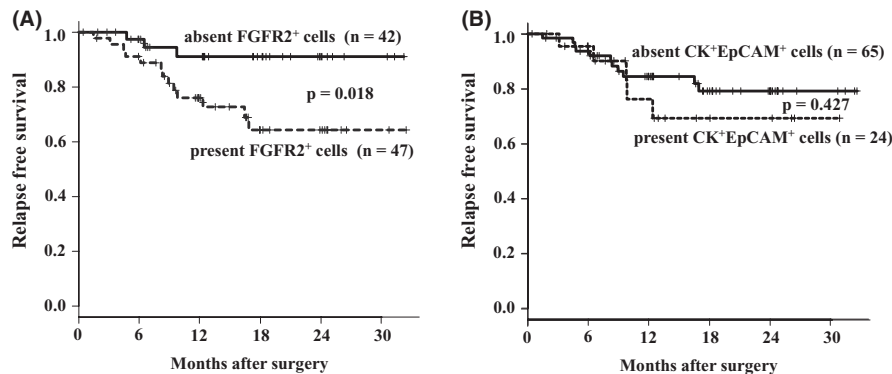 (A)
Relapse free survival
1.0
0.8
0.6
0.4
0.2
0.0
absent FGFR2⁺ cells (n = 42)
p = 0.018
present FGFR2⁺ cells (n = 47)
0 6 12 18 24 30
Months after surgery
(B)
Relapse free survival
1.0
0.8
0.6
0.4
0.2
0.0
absent CK⁺EpCAM⁺ cells (n = 65)
p = 0.427
present CK⁺EpCAM⁺ cells (n = 24)
0 6 12 18 24 30
Months after surgery